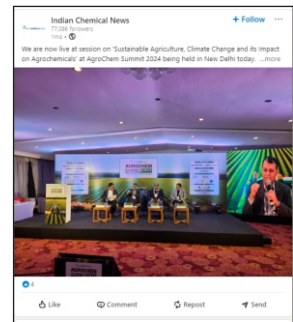 Indian Chemical News
77,086 followers
1mo
+ Follow
We are now live at session on 'Sustainable Agriculture, Climate Change and its Impact
on Agrochemicals' at AgroChem Summit 2024 being held in New Delhi today. ...more
AGROCHEM
4
Like
Comment
Repost
Send